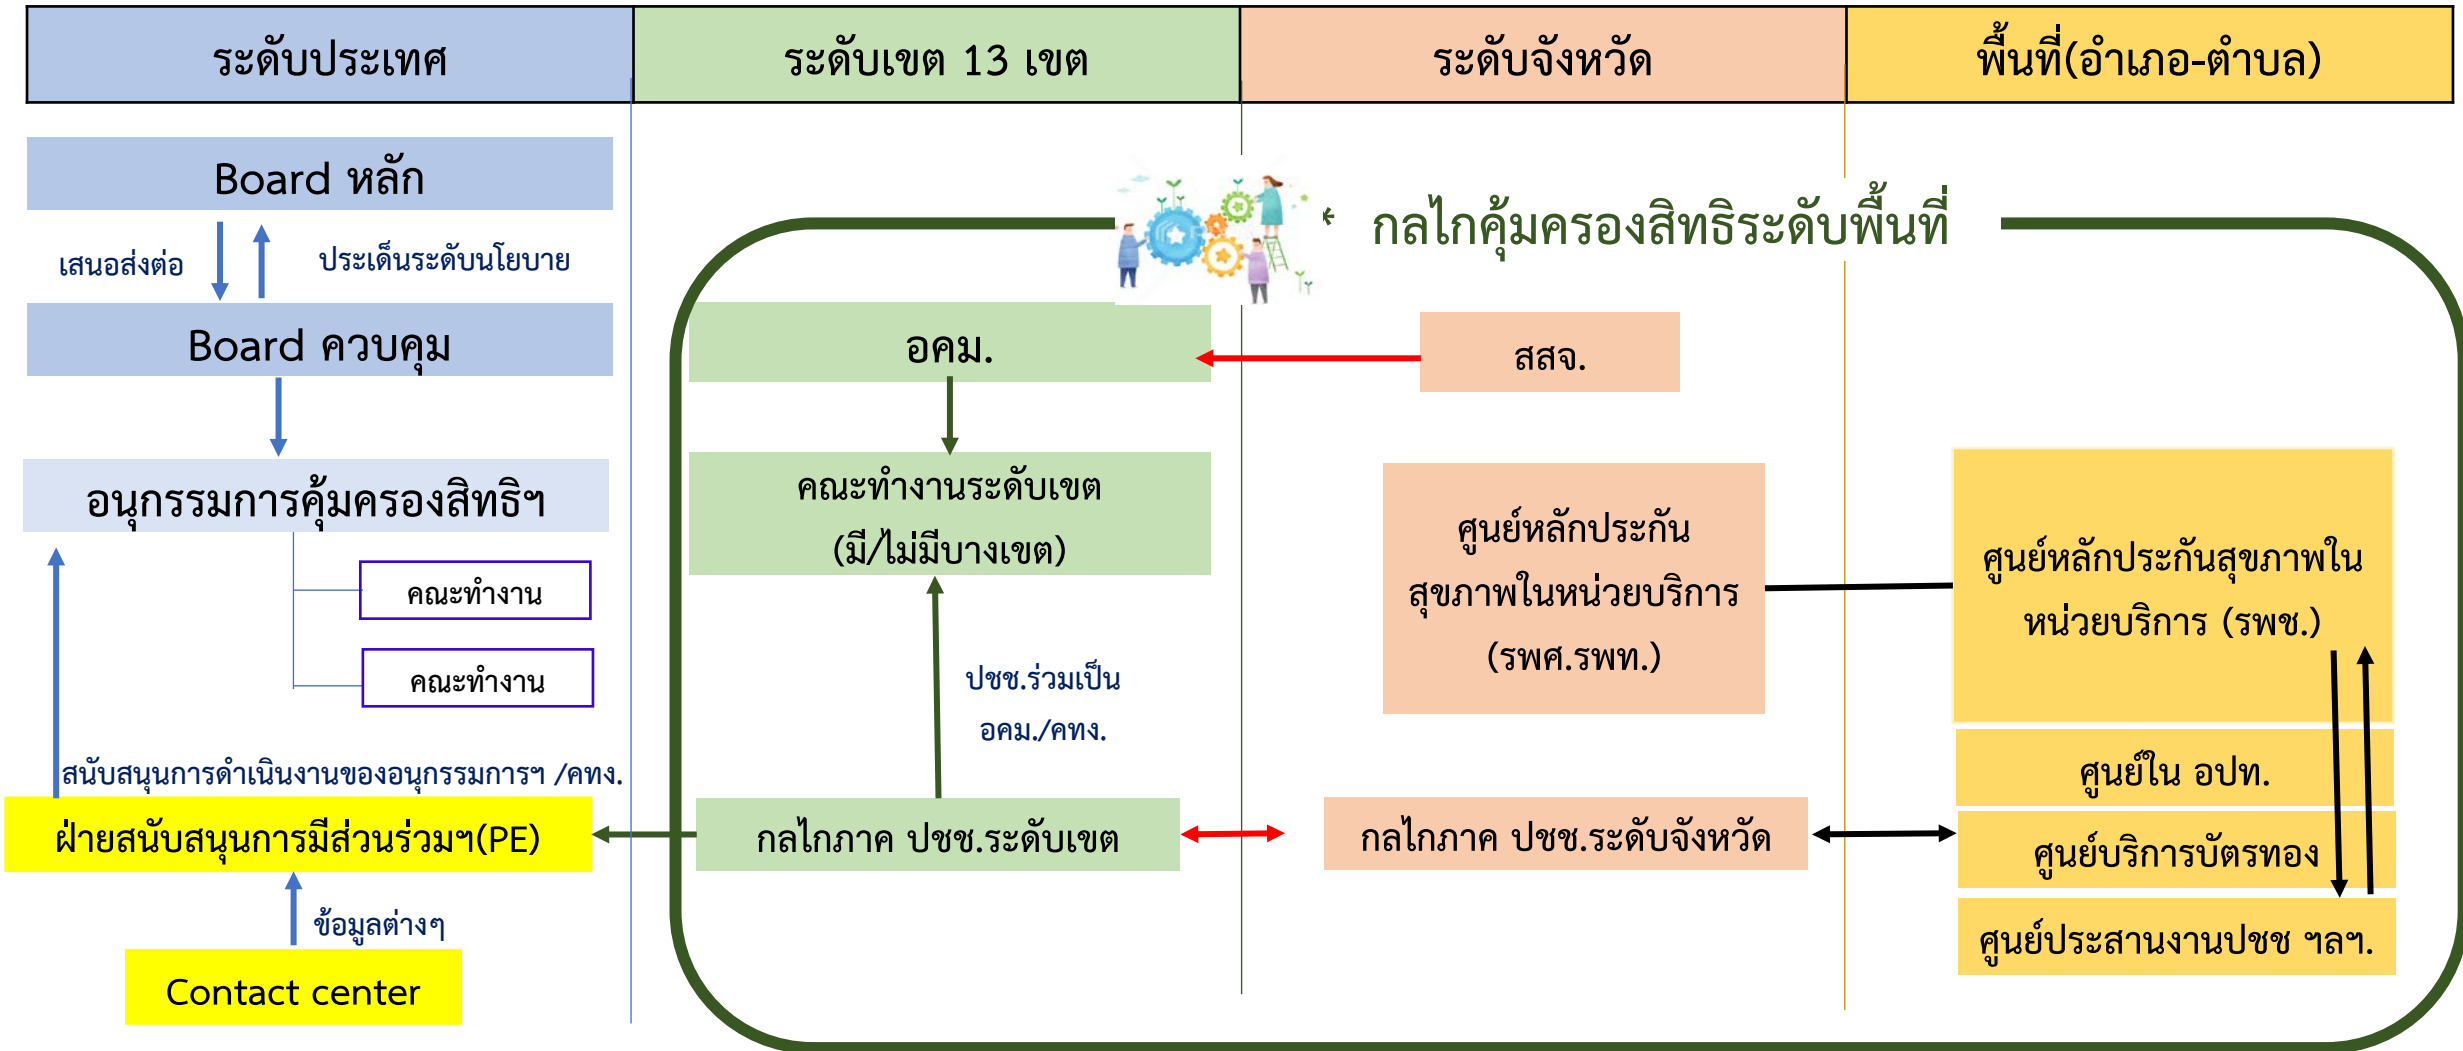 ระดับประเทศ
ระดับเขต 13 เขต
ระดับจังหวัด
พื้นที่(อำเภอ-ตำบล)
Board หลัก
* กลไกคุ้มครองสิทธิระดับพื้นที่
เสนอส่งต่อ
ประเด็นระดับนโยบาย
Board ควบคุม
อคม.
สสจ.
อนุกรรมการคุ้มครองสิทธิฯ
คณะทำงานระดับเขต
(มี/ไม่มีบางเขต)
ศูนย์หลักประกัน
สุขภาพในหน่วยบริการ
(รพศ.รพท.)
ศูนย์หลักประกันสุขภาพใน
หน่วยบริการ (รพช.)
คณะทำงาน
คณะทำงาน
ปชช.ร่วมเป็น
อคม./คทง.
สนับสนุนการดำเนินงานของอนุกรรมการฯ /คทง.
ศูนย์ใน อปท.
ฝ่ายสนับสนุนการมีส่วนร่วมฯ(PE)
กลไกภาค ปชช.ระดับเขต
กลไกภาค ปชช.ระดับจังหวัด
ศูนย์บริการบัตรทอง
ข้อมูลต่างๆ
ศูนย์ประสานงานปชช ฯลฯ.
Contact center